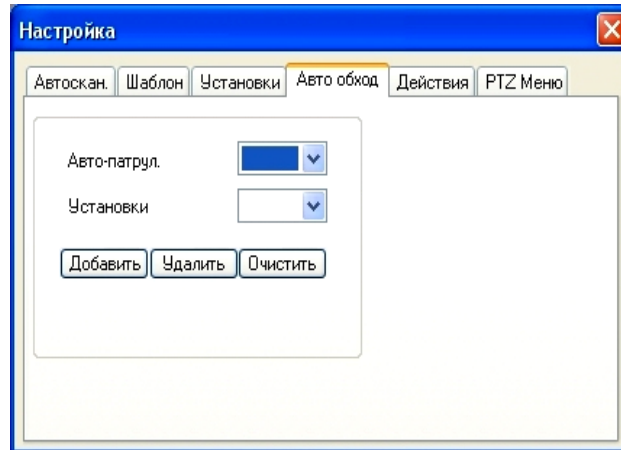 Настройка
Автоскан. Шаблон Установки Авто обход Действия PTZ Меню
Авто-патрул.
Установки
Добавить Удалить Очистить